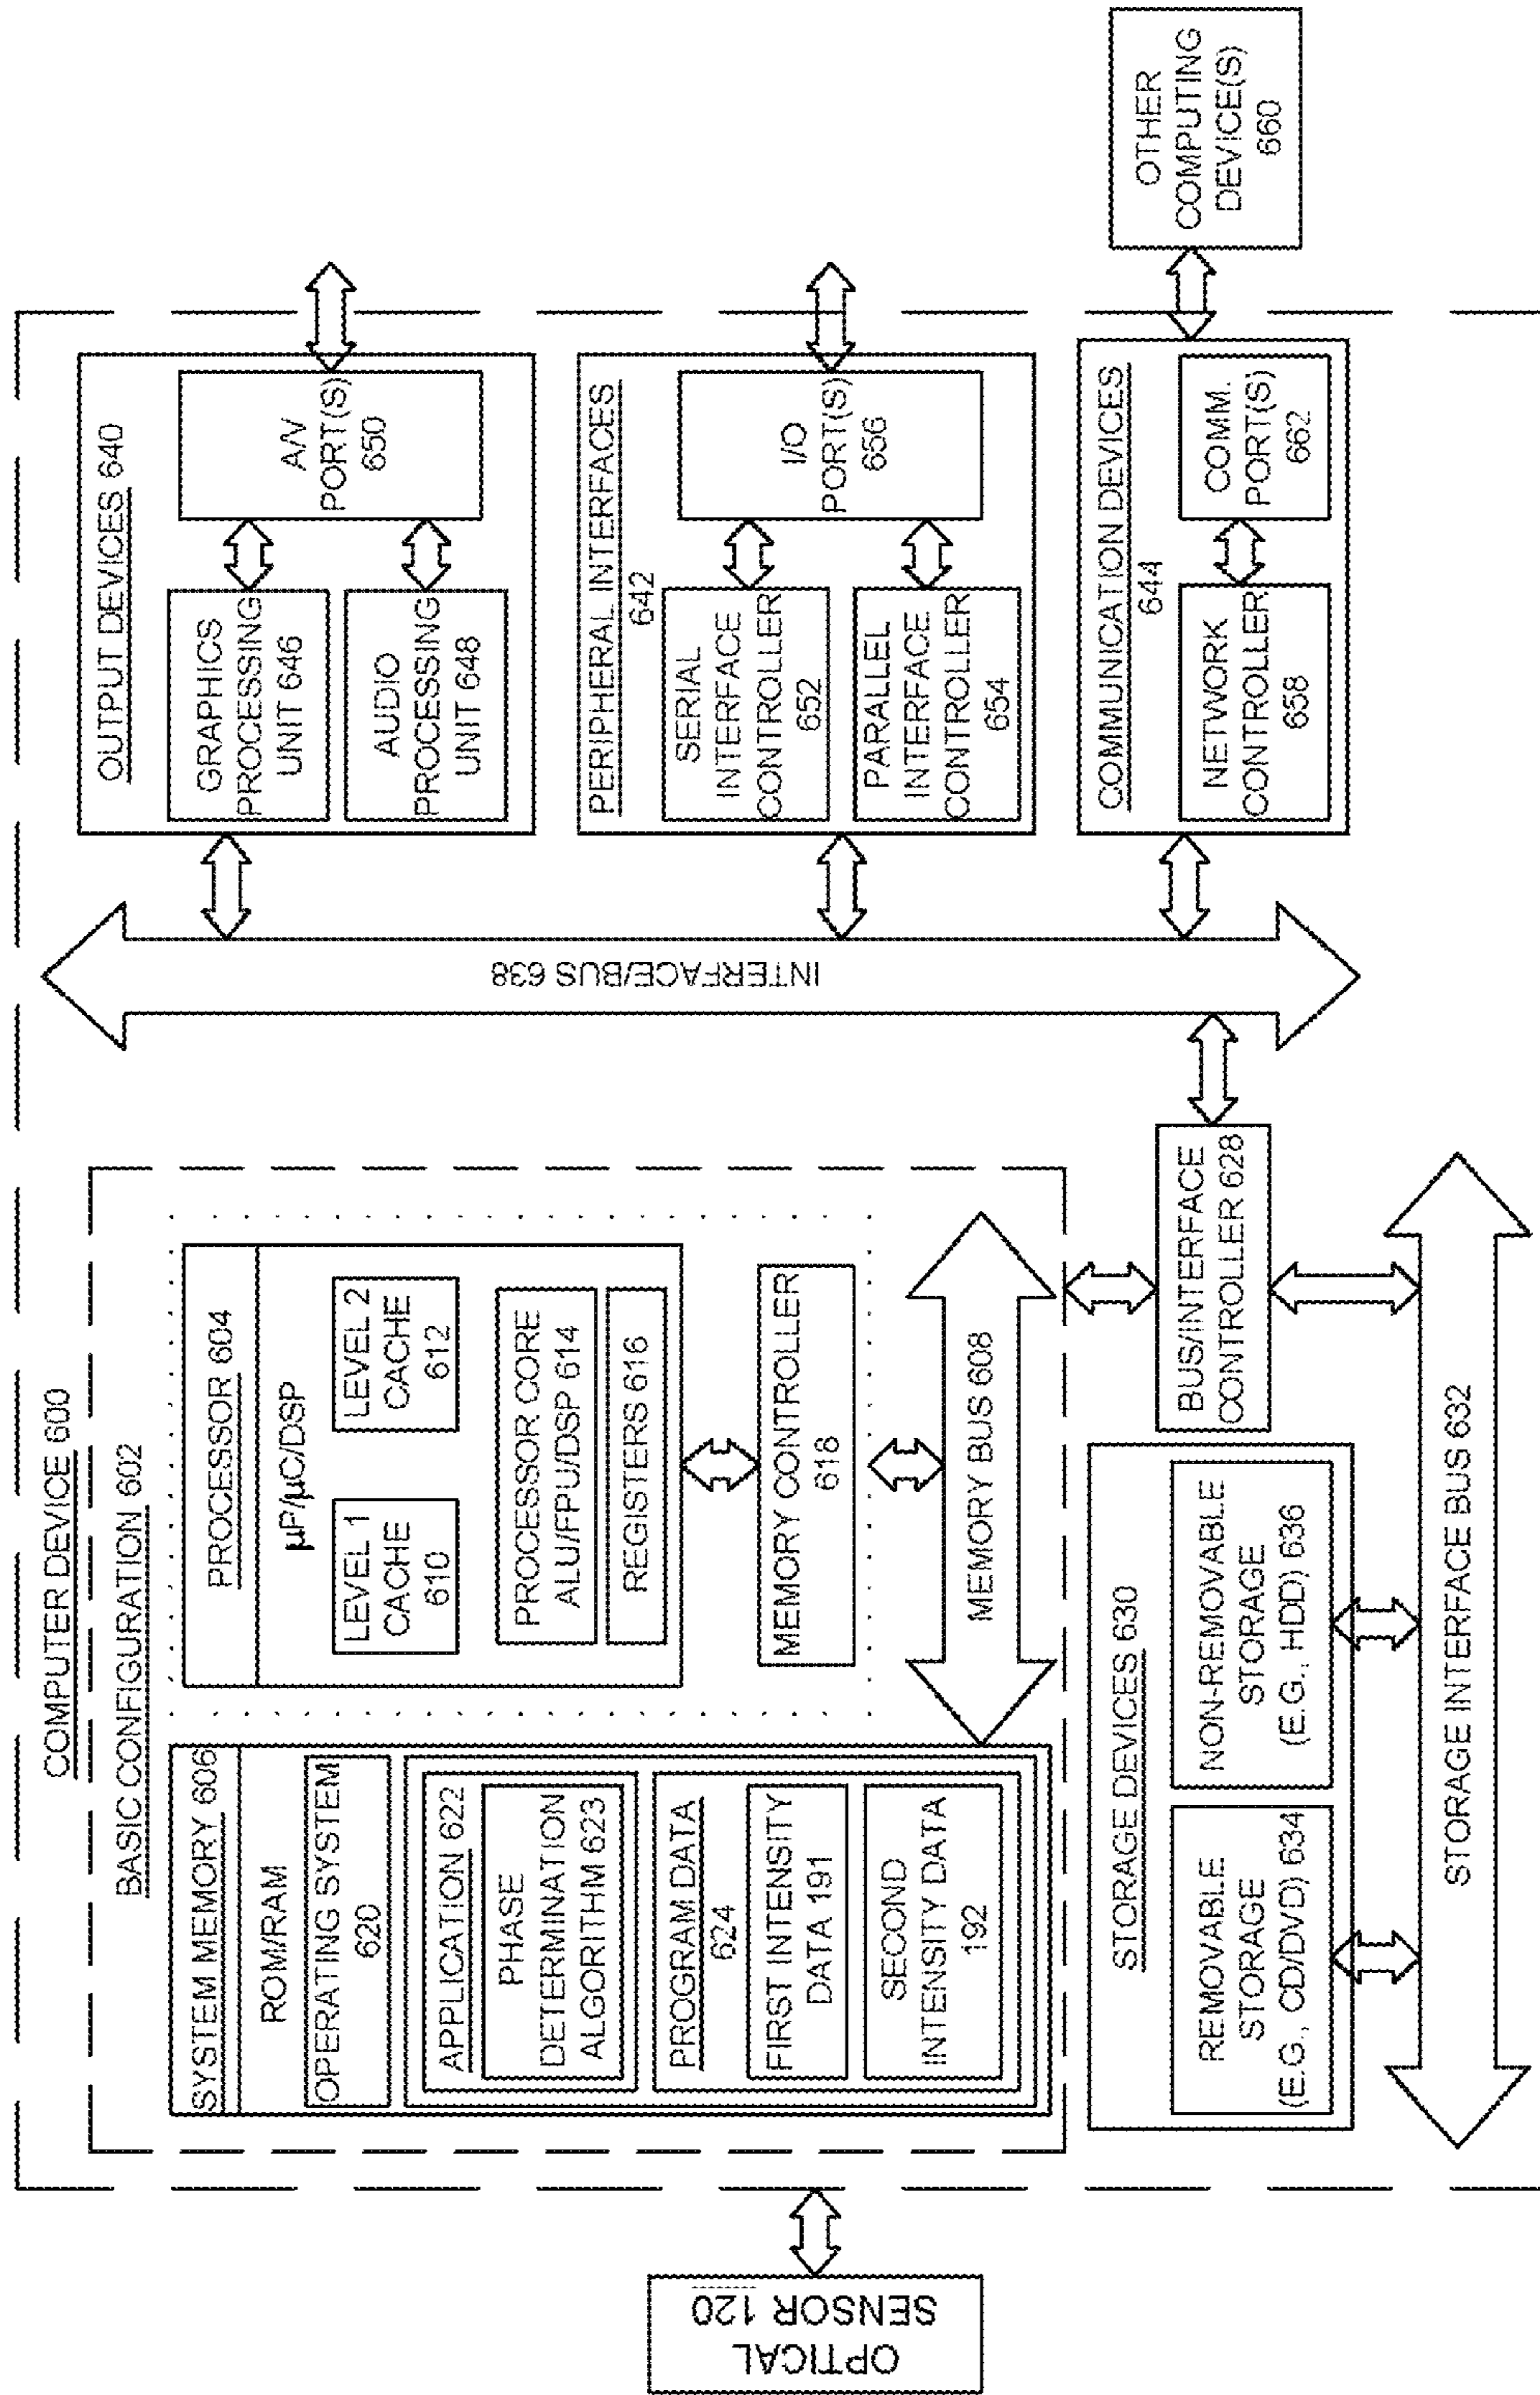 COMPUTER DEVICE 600
BASIC CONFIGURATION 602
SYSTEM MEMORY 606
ROM/RAM
OPERATING SYSTEM
620
APPLICATION 622
PHASE
DETERMINATION
ALGORITHM 623
PROGRAM DATA
624
FIRST INTENSITY
DATA 191
SECOND
INTENSITY DATA
192
PROCESSOR 604
µP/µC/DSP
LEVEL 1
CACHE
610
LEVEL 2
CACHE
612
PROCESSOR CORE
ALU/FPU/DSP 614
REGISTERS 616
MEMORY CONTROLLER
618
MEMORY BUS 608
BUS/INTERFACE
CONTROLLER 628
STORAGE DEVICES 630
REMOVABLE
STORAGE
(E.G., CD/DVD) 634
NON-REMOVABLE
STORAGE
(E.G., HDD) 636
STORAGE INTERFACE BUS 632
INTERFACE/BUS 638
OUTPUT DEVICES 640
GRAPHICS
PROCESSING
UNIT 646
AUDIO
PROCESSING
UNIT 648
A/V
PORT(S)
650
PERIPHERAL INTERFACES
642
SERIAL
INTERFACE
CONTROLLER
652
PARALLEL
INTERFACE
CONTROLLER
654
I/O
PORT(S)
656
COMMUNICATION DEVICES
644
NETWORK
CONTROLLER
658
COMM.
PORT(S)
662
OTHER
COMPUTING
DEVICE(S)
660
OPTICAL
SENSOR 120